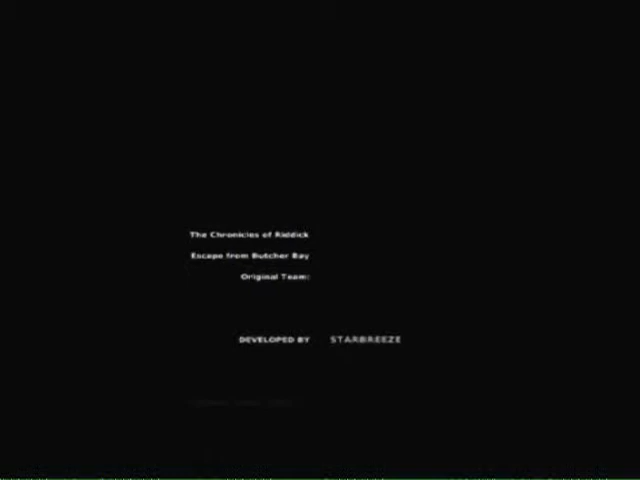 The Chronicles of Riddick
Escape from Butcher Bay
Original Team:
DEVELOPED BY STARBREEZE